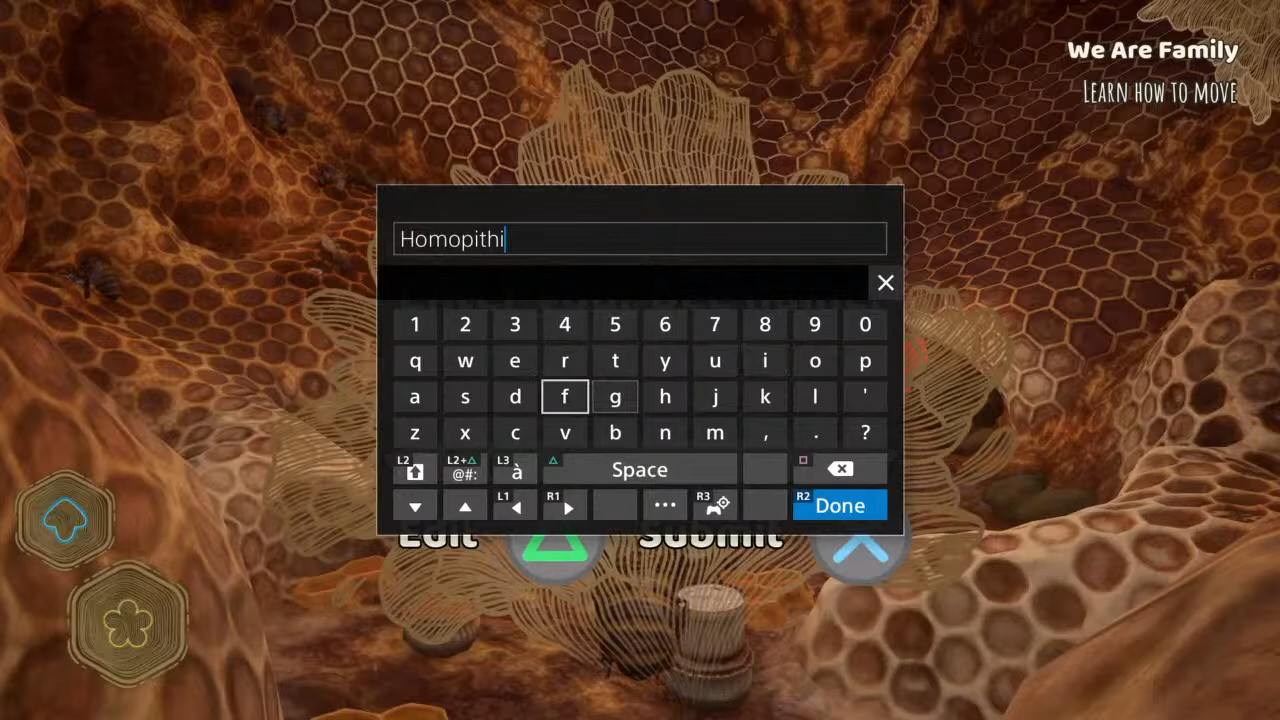 We Are Family
Learn how to move
Homopithi
1 2 3 4 5 6 7 8 9 0
q w e r t y u i o p
a s d f g h j k l '
z x c v b n m , . ?
L2 L2+△ @#: L3 à △ Space
L1 R1 ... R3 R2 Done
Edit Submit